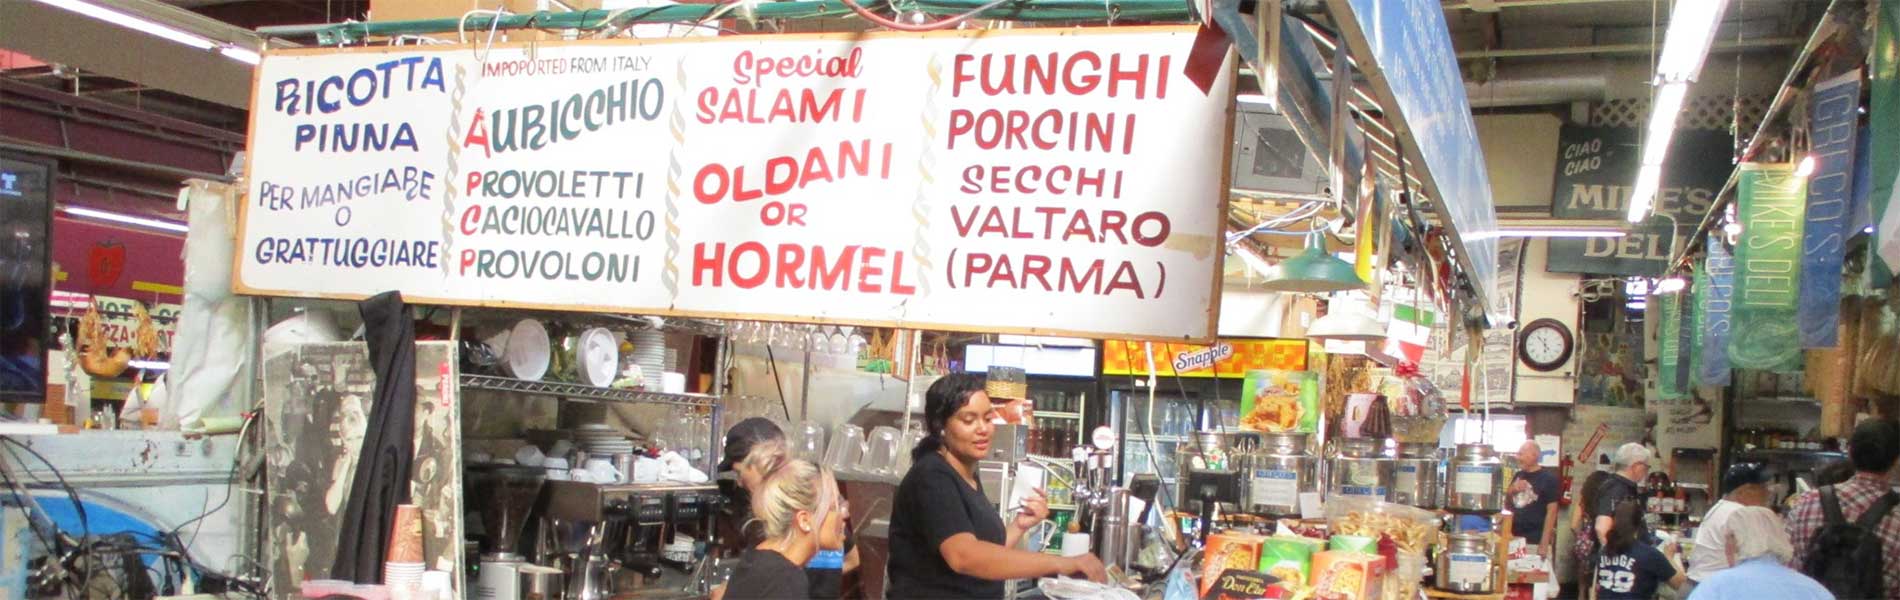 RICOTTA
PINNA
PER MANGIARE
O
GRATTUGGIARE
IMPOPORTED FROM ITALY
AURICCHIO
PROVOLETTI
CACIOCAVALLO
PROVOLONI
Special
SALAMI
OLDANI
OR
HORMEL
FUNGHI
PORCINI
SECCHI
VALTARO
(PARMA)
"CIAO
CIAO"
MIKE'S
DELI
GRECO'S
MIKE'S DELI
Snapple
JUDGE
99